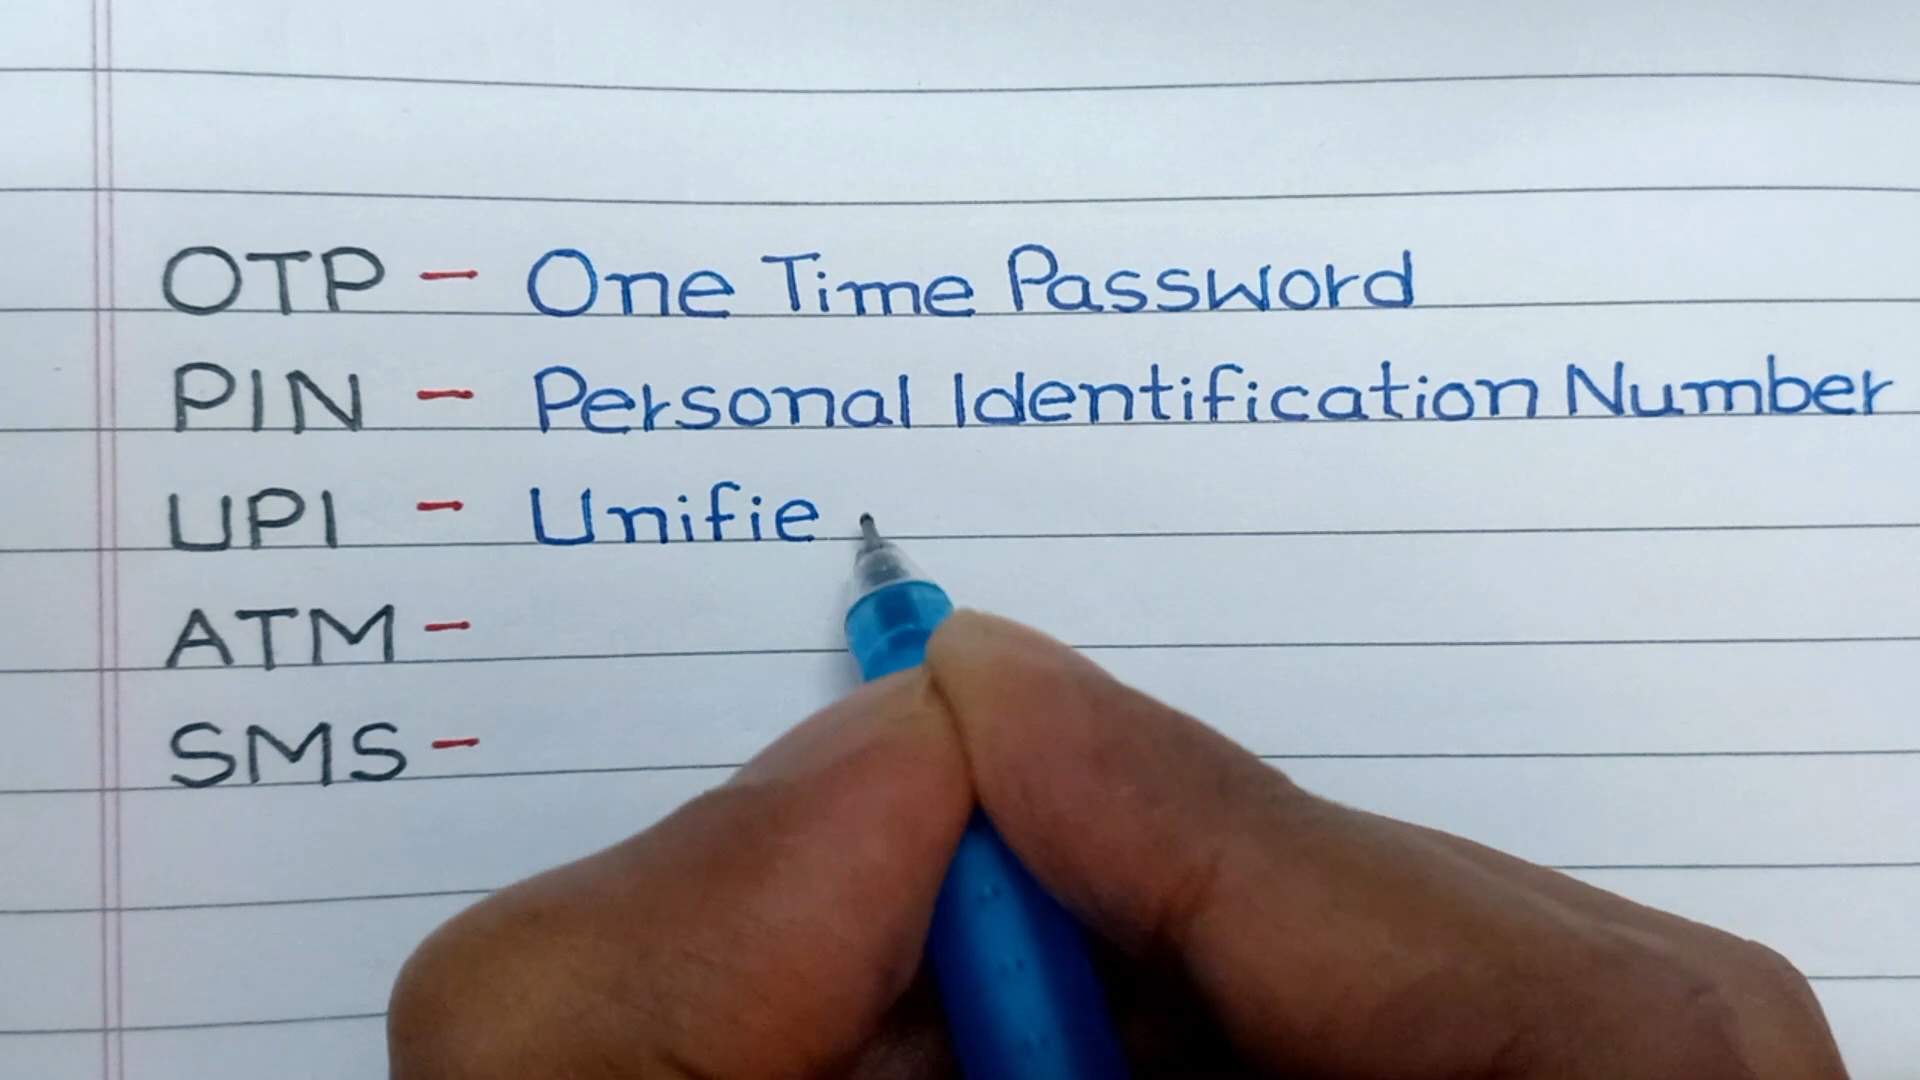 OTP - One Time Password
PIN - Personal Identification Number
UPI - Unifie
ATM -
SMS -